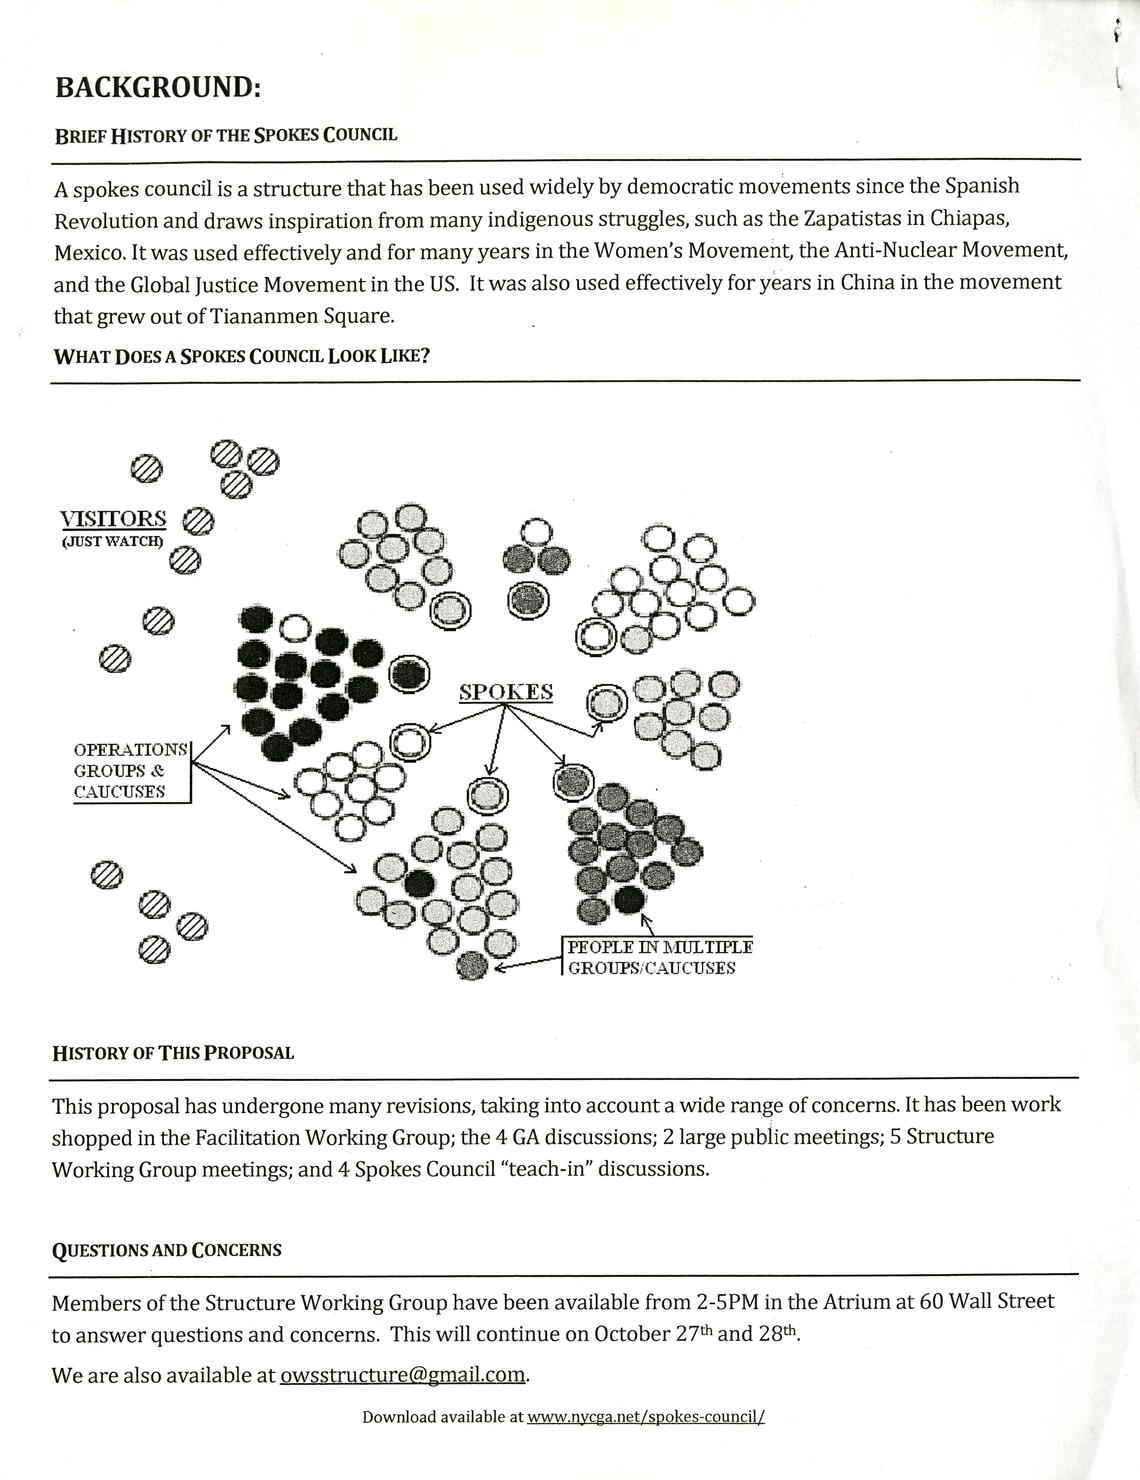 BACKGROUND:
BRIEF HISTORY OF THE SPOKES COUNCIL
A spokes council is a structure that has been used widely by democratic movements since the Spanish
Revolution and draws inspiration from many indigenous struggles, such as the Zapatistas in Chiapas,
Mexico. It was used effectively and for many years in the Women's Movement, the Anti-Nuclear Movement,
and the Global Justice Movement in the US.  It was also used effectively for years in China in the movement
that grew out of Tiananmen Square.
WHAT DOES A SPOKES COUNCIL LOOK LIKE?
VISITORS
(JUST WATCH)
SPOKES
OPERATIONS
GROUPS &
CAUCUSES
PEOPLE IN MULTIPLE
GROUPS/CAUCUSES
HISTORY OF THIS PROPOSAL
This proposal has undergone many revisions, taking into account a wide range of concerns. It has been work
shopped in the Facilitation Working Group; the 4 GA discussions; 2 large public meetings; 5 Structure
Working Group meetings; and 4 Spokes Council “teach-in” discussions.
QUESTIONS AND CONCERNS
Members of the Structure Working Group have been available from 2-5PM in the Atrium at 60 Wall Street
to answer questions and concerns.  This will continue on October 27th and 28th.
We are also available at owsstructure@gmail.com.
Download available at www.nycga.net/spokes-council/